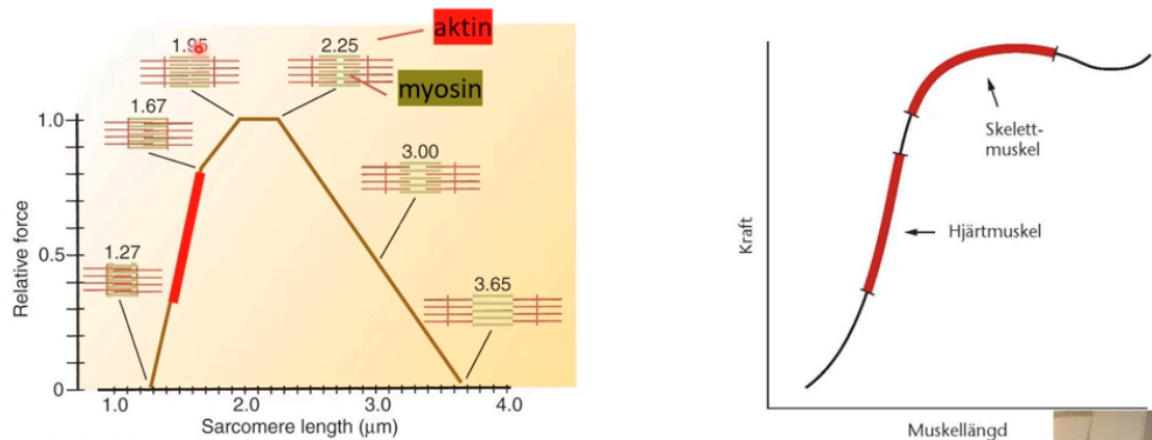 aktin
1.95
2.25
myosin
1.67
1.0
3.00
Relative force
0.5
1.27
3.65
0
1.0
2.0
3.0
4.0
Sarcomere length (μm)
Kraft
Skelett-
muskel
Hjärtmuskel
Muskellängd